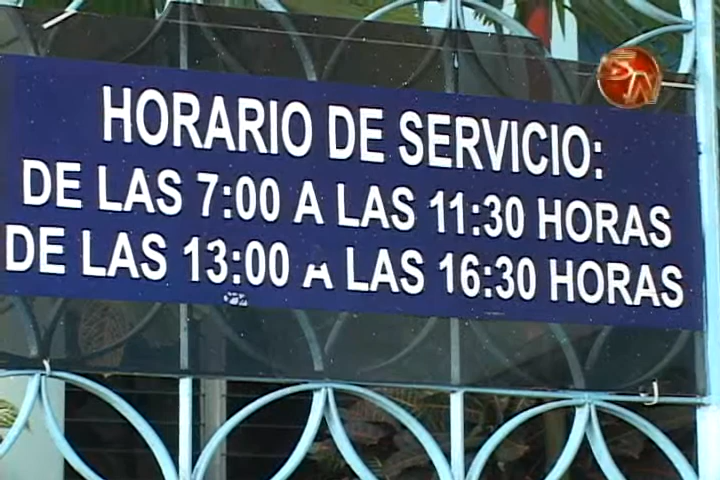 HORARIO DE SERVICIO:
DE LAS 7:00 A LAS 11:30 HORAS
DE LAS 13:00 A LAS 16:30 HORAS